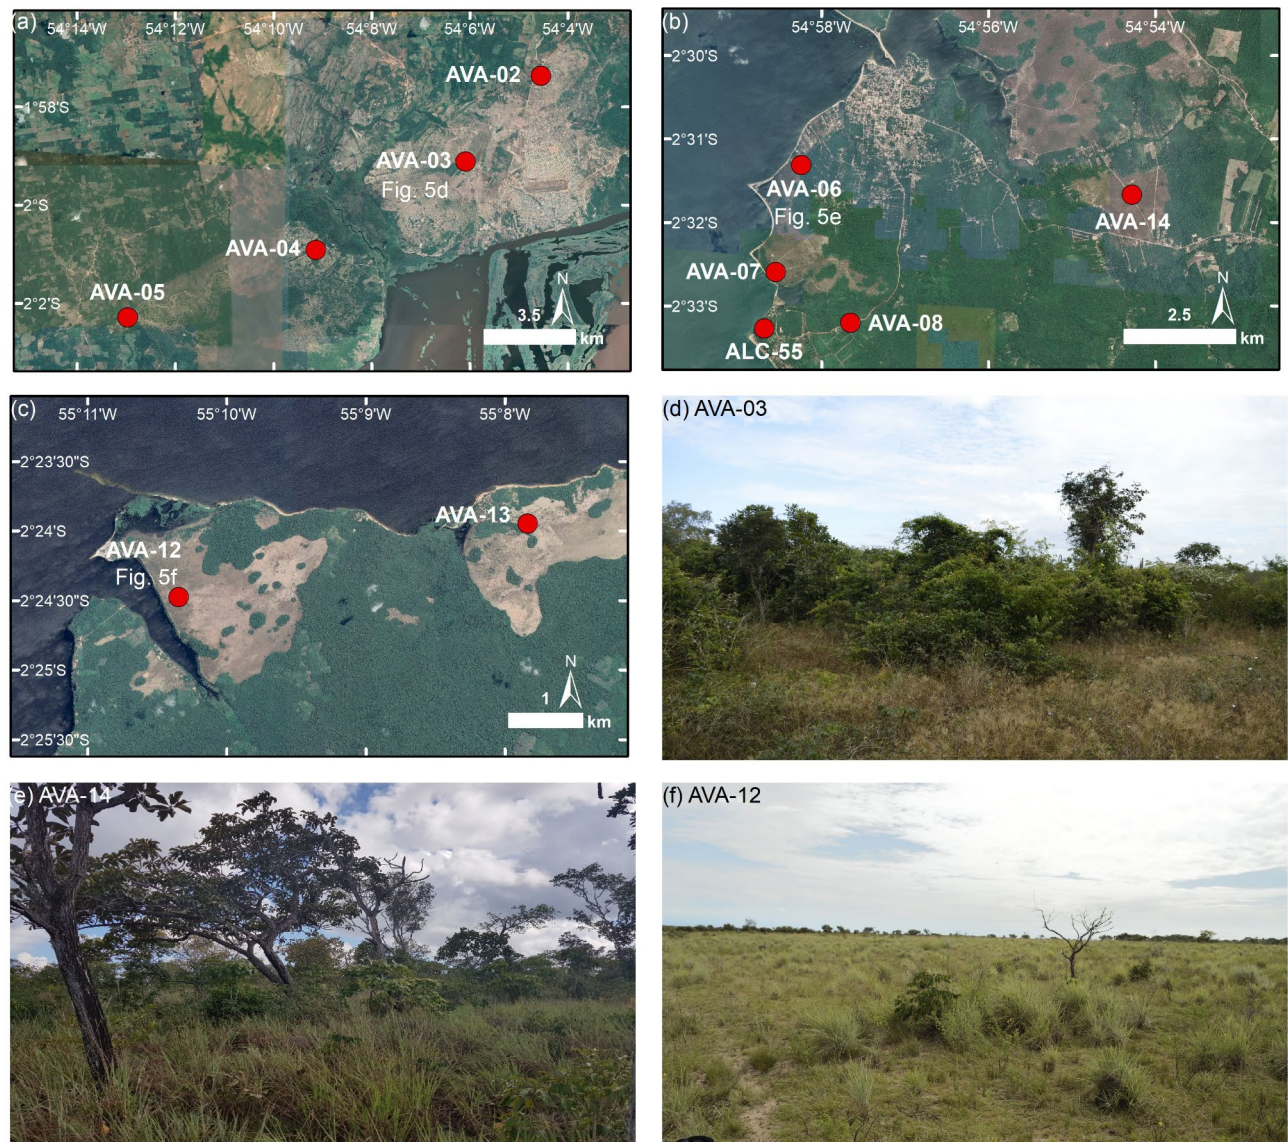 (a)
54°14'W
54°12'W
54°10'W
54°8'W
54°6'W
54°4'W
AVA-02
1°58'S
AVA-03
Fig. 5d
2°S
AVA-04
AVA-05
2°2'S
N
3.5
km
(b)
54°58'W
54°56'W
54°54'W
2°30'S
2°31'S
AVA-06
Fig. 5e
AVA-14
2°32'S
AVA-07
2°33'S
AVA-08
ALC-55
N
2.5
km
(c)
55°11'W
55°10'W
55°9'W
55°8'W
2°23'30"S
AVA-13
2°24'S
AVA-12
Fig. 5f
2°24'30"S
2°25'S
2°25'30"S
N
1
km
(d) AVA-03
(e) AVA-14
(f) AVA-12